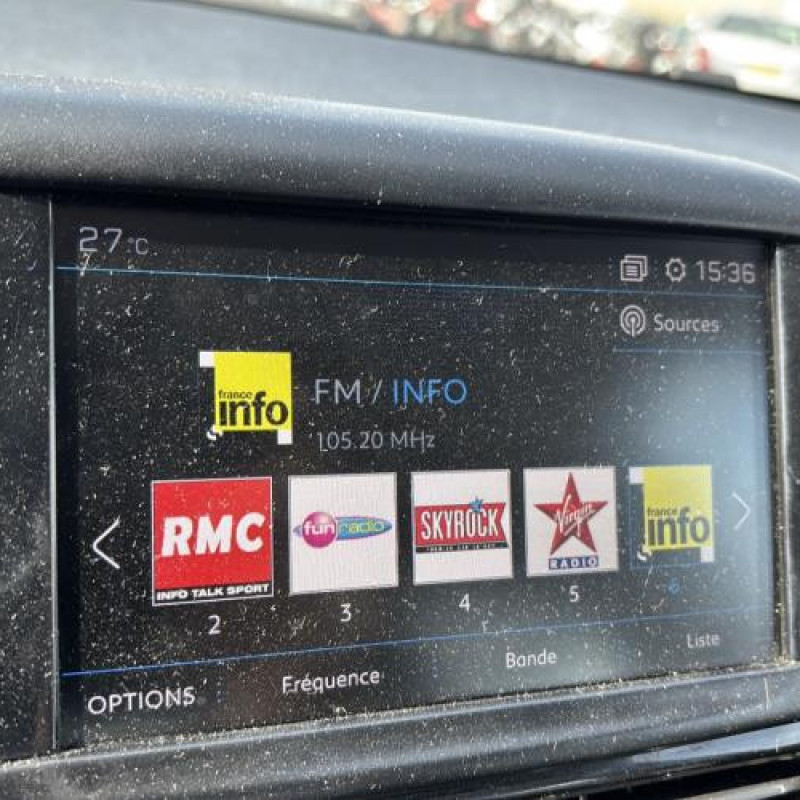 27°C
15:36
Sources
france
info
FM / INFO
105.20 MHz
RMC
INFO TALK SPORT
2
fun radio
3
SKYROCK
4
Virgin
RADIO
5
france
info
6
OPTIONS
Fréquence
Bande
Liste